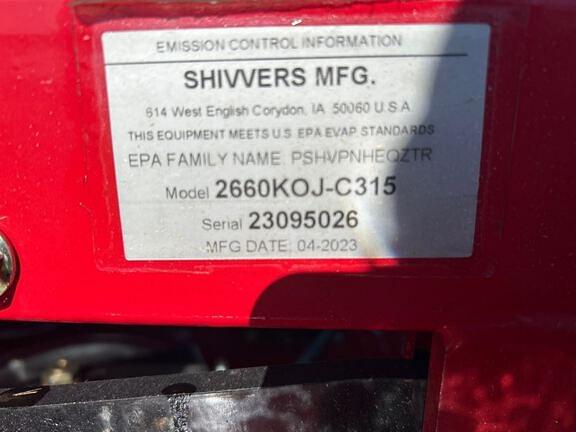 EMISSION CONTROL INFORMATION
SHIVVERS MFG.
614 West English Corydon, IA 50060 U.S.A
THIS EQUIPMENT MEETS U.S. EPA EVAP STANDARDS
EPA FAMILY NAME: PSHVPNHEQZTR
Model 2660KOJ-C315
Serial 23095026
MFG DATE: 04-2023